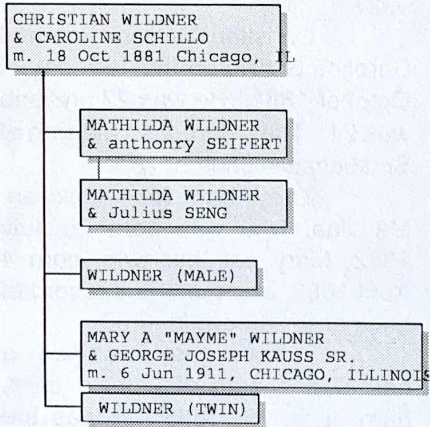 CHRISTIAN WILDNER
& CAROLINE SCHILLO
m. 18 Oct 1881 Chicago, IL
MATHILDA WILDNER
& anthonry SEIFERT
MATHILDA WILDNER
& Julius SENG
WILDNER (MALE)
MARY A "MAYME" WILDNER
& GEORGE JOSEPH KAUSS SR.
m. 6 Jun 1911, CHICAGO, ILLINOIS
WILDNER (TWIN)